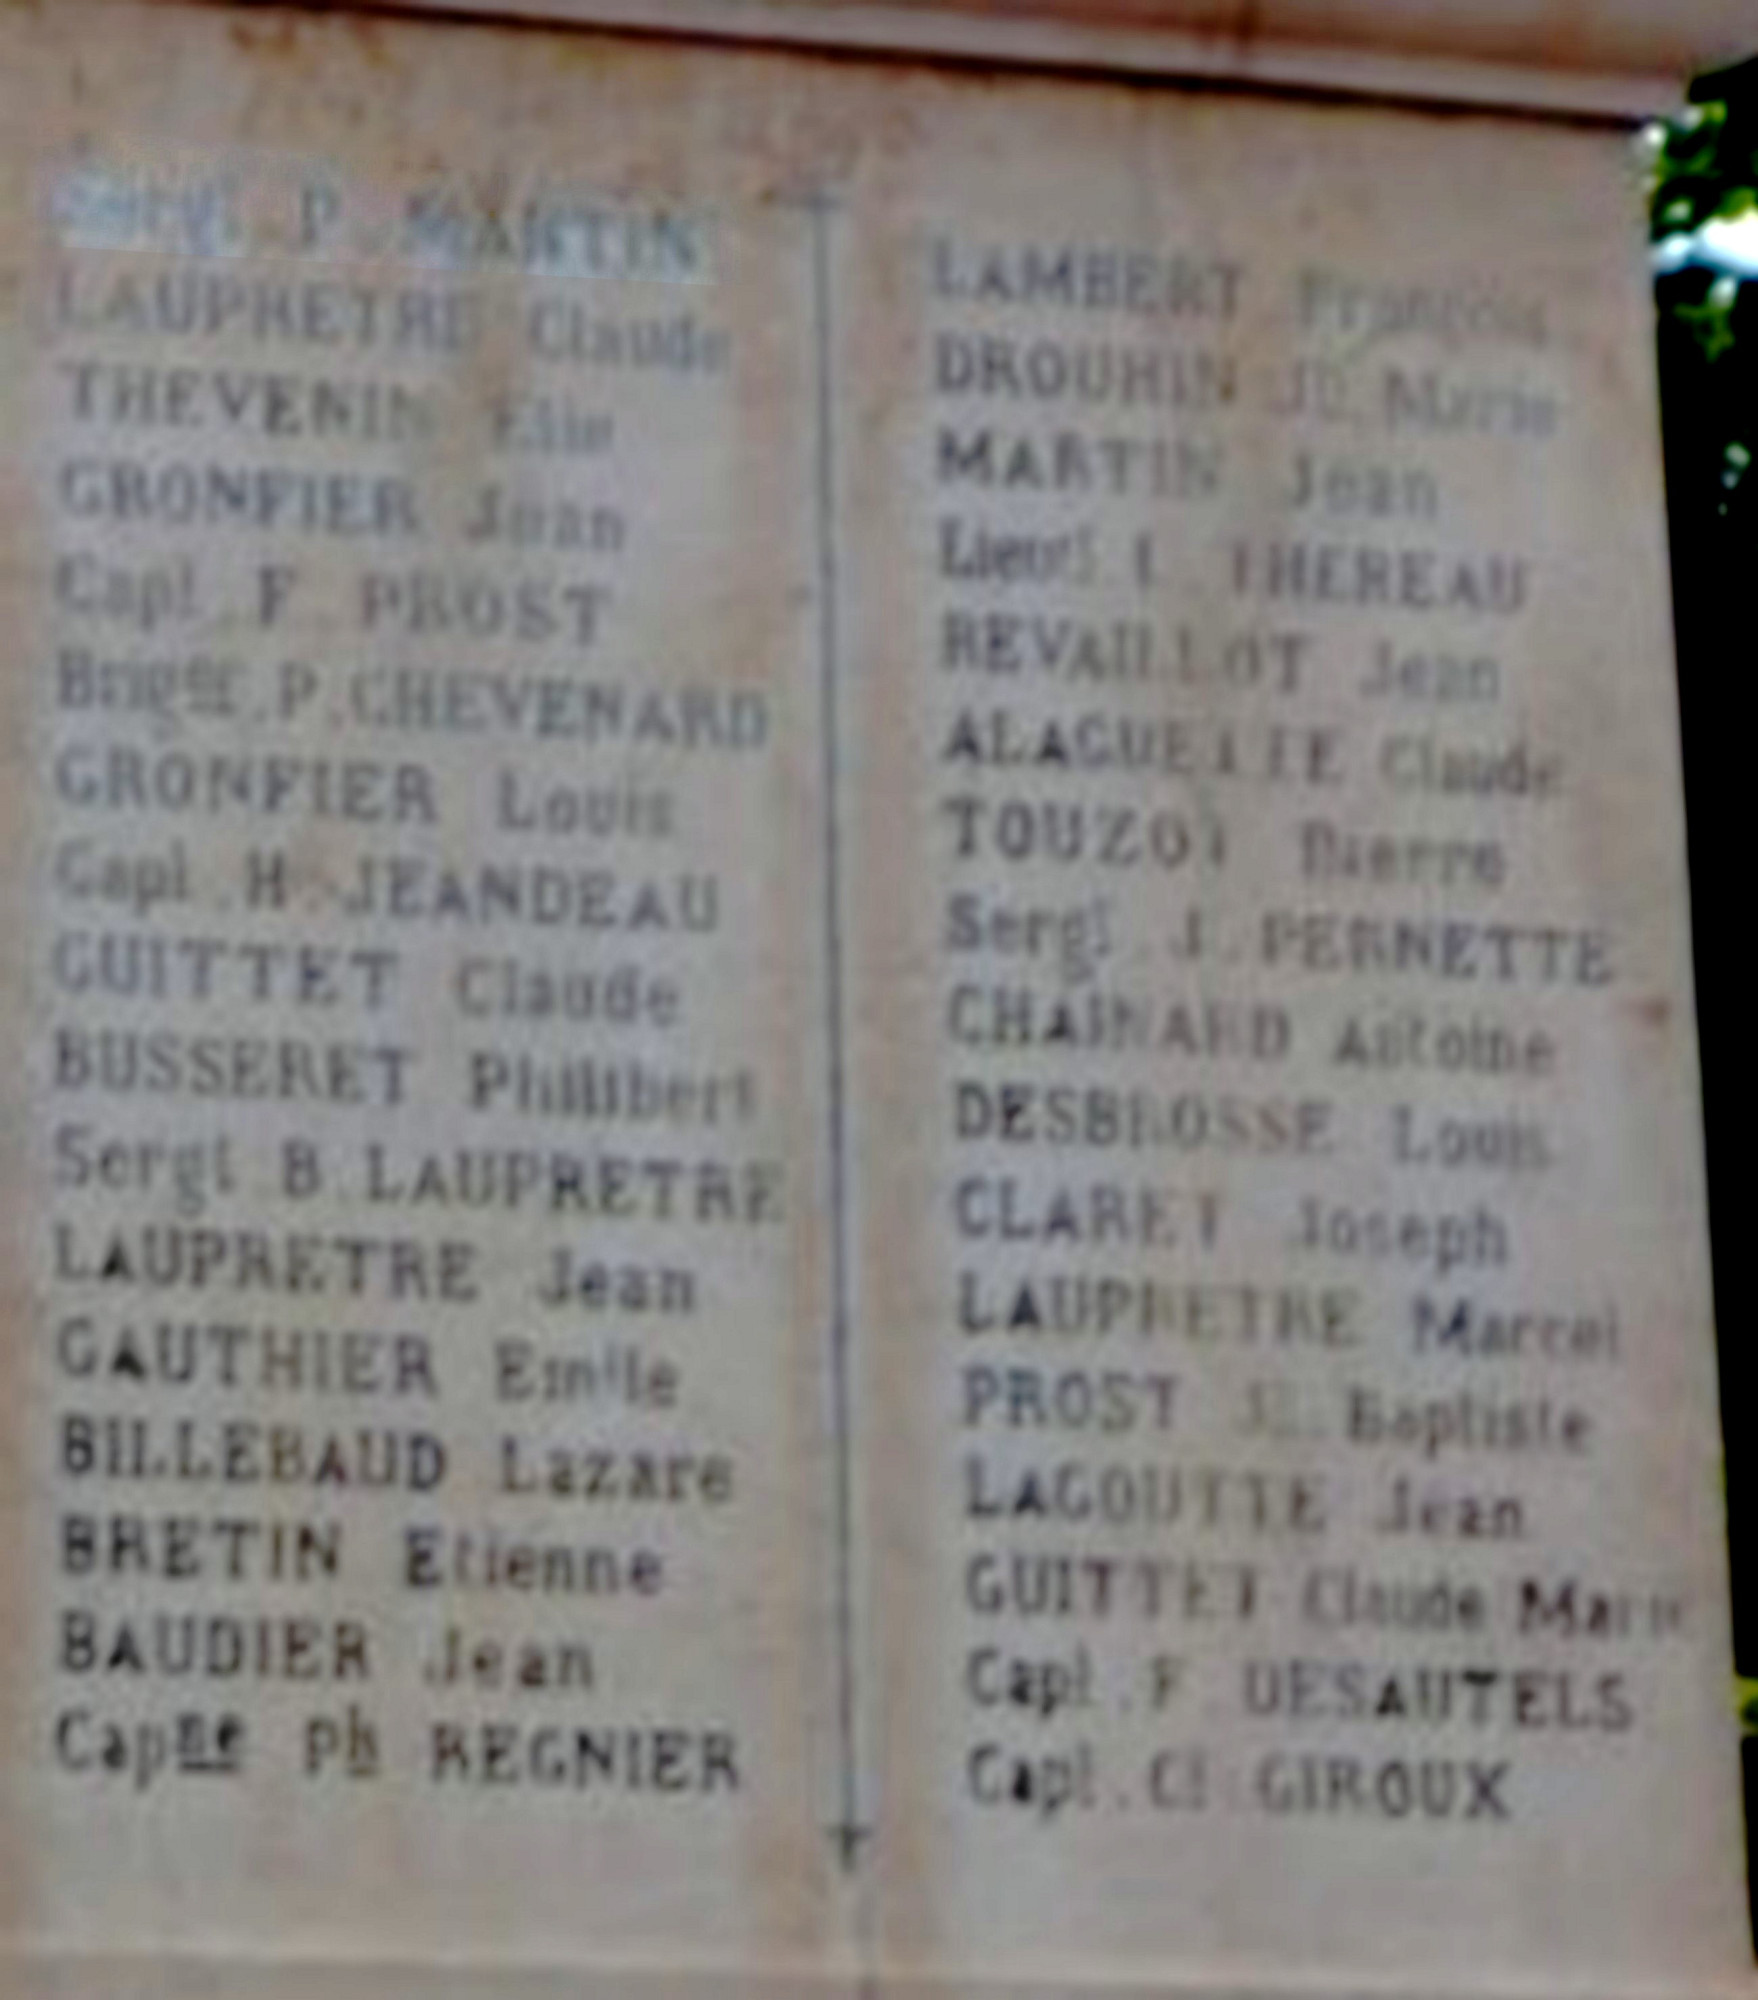 Sergt P. MARTIN
LAUPRETRE Claude
THEVENIN Elie
GRONFIER Jean
Capl . F . PROST
Brigier . P . CHEVENARD
GRONFIER Louis
Capl . H . JEANDEAU
GUITTET Claude
BUSSERET Philibert
Sergt B . LAUPRETRE
LAUPRETRE Jean
GAUTHIER Emile
BILLEBAUD Lazare
BRETIN Etienne
BAUDIER Jean
Capne Ph REGNIER
LAMBERT François
DROUHIN Jn Marie
MARTIN Jean
Lieut THEREAU
REVAILLOT Jean
ALAGUETTE Claude
TOUZOT Pierre
Sergt J . PERNETTE
CHAINARD Antoine
DESBROSSE Louis
CLARET Joseph
LAUPRETRE Marcel
PROST Jn Baptiste
LAGOUTTE Jean
GUITTET Claude Marie
Capl . F . DESAUTELS
Capl . Cl . GIROUX